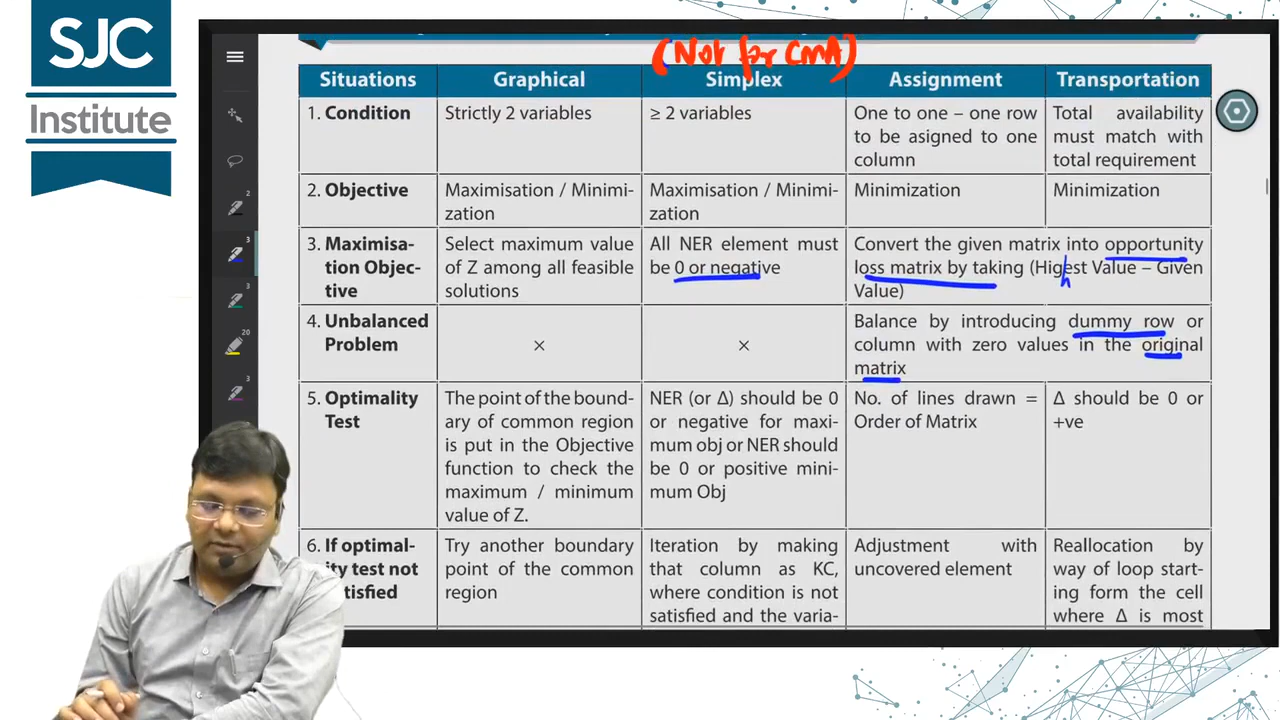 SJC
Institute
(Not for CMA)
Situations
Graphical
Simplex
Assignment
Transportation
1. Condition
Strictly 2 variables
≥ 2 variables
One to one – one row
to be asigned to one
column
Total availability
must match with
total requirement
2. Objective
Maximisation / Minimi-
zation
Maximisation / Minimi-
zation
Minimization
Minimization
3. Maximisa-
tion Objec-
tive
Select maximum value
of Z among all feasible
solutions
All NER element must
be 0 or negative
Convert the given matrix into opportunity
loss matrix by taking (Highest Value – Given
Value)
h
4. Unbalanced
Problem
×
×
Balance by introducing dummy row or
column with zero values in the original
matrix
5. Optimality
Test
The point of the bound-
ary of common region
is put in the Objective
function to check the
maximum / minimum
value of Z.
NER (or Δ) should be 0
or negative for maxi-
mum obj or NER should
be 0 or positive mini-
mum Obj
No. of lines drawn =
Order of Matrix
Δ should be 0 or
+ve
6. If optimal-
ity test not
Try another boundary
point of the common
region
Iteration by making
that column as KC,
where condition is not
satisfied and the varia-
Adjustment with
uncovered element
Reallocation by
way of loop start-
ing form the cell
where Δ is most
2
3
3
20
3